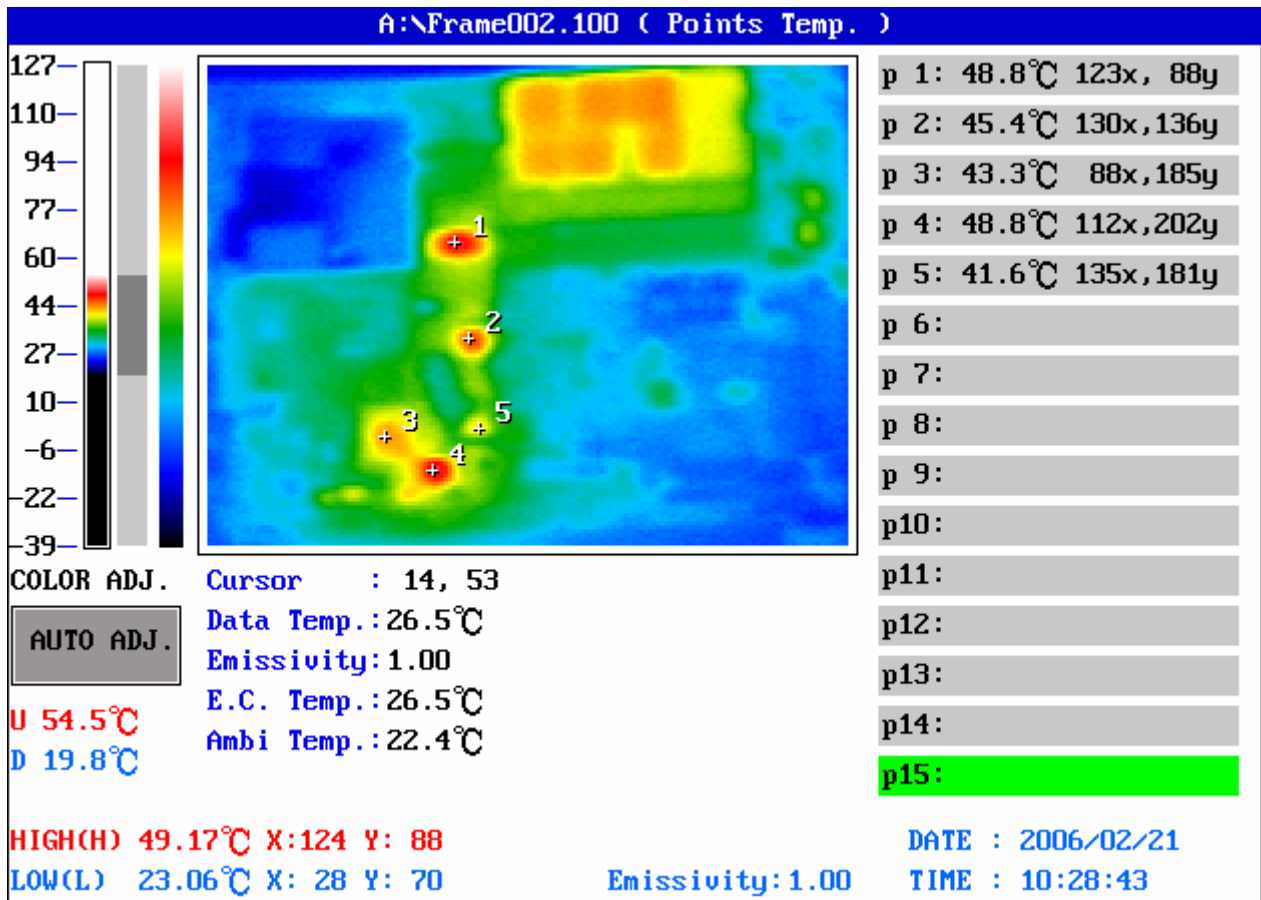 A:\Frame002.100 ( Points Temp. )
127
110
94
77
60
44
27
10
-6
-22
-39
1
2
3
5
4
p 1: 48.8℃ 123x, 88y
p 2: 45.4℃ 130x,136y
p 3: 43.3℃ 88x,185y
p 4: 48.8℃ 112x,202y
p 5: 41.6℃ 135x,181y
p 6:
p 7:
p 8:
p 9:
p10:
p11:
p12:
p13:
p14:
p15:
COLOR ADJ.
AUTO ADJ.
U 54.5℃
D 19.8℃
Cursor : 14, 53
Data Temp.:26.5℃
Emissivity:1.00
E.C. Temp.:26.5℃
Ambi Temp.:22.4℃
HIGH(H) 49.17℃ X:124 Y: 88
LOW(L) 23.06℃ X: 28 Y: 70
Emissivity:1.00
DATE : 2006/02/21
TIME : 10:28:43